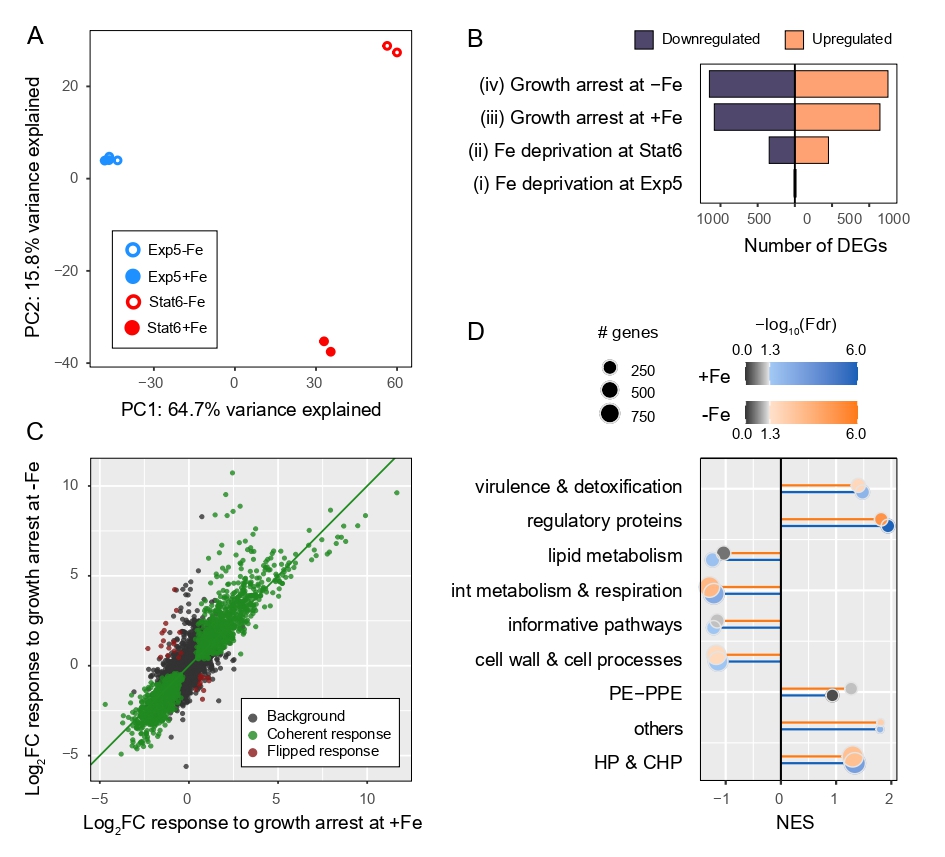 A
PC2: 15.8% variance explained
20
0
−20
−40
Exp5-Fe
Exp5+Fe
Stat6-Fe
Stat6+Fe
−30
0
30
60
PC1: 64.7% variance explained
B
Downregulated
Upregulated
(iv) Growth arrest at −Fe
(iii) Growth arrest at +Fe
(ii) Fe deprivation at Stat6
(i) Fe deprivation at Exp5
1000 500 0 500 1000
Number of DEGs
C
Log2FC response to growth arrest at -Fe
10
5
0
−5
Background
Coherent response
Flipped response
−5
0
5
10
Log2FC response to growth arrest at +Fe
D
# genes
250
500
750
−log10(Fdr)
0.0 1.3 6.0
+Fe
-Fe
0.0 1.3 6.0
virulence & detoxification
regulatory proteins
lipid metabolism
int metabolism & respiration
informative pathways
cell wall & cell processes
PE−PPE
others
HP & CHP
−1
0
1
2
NES